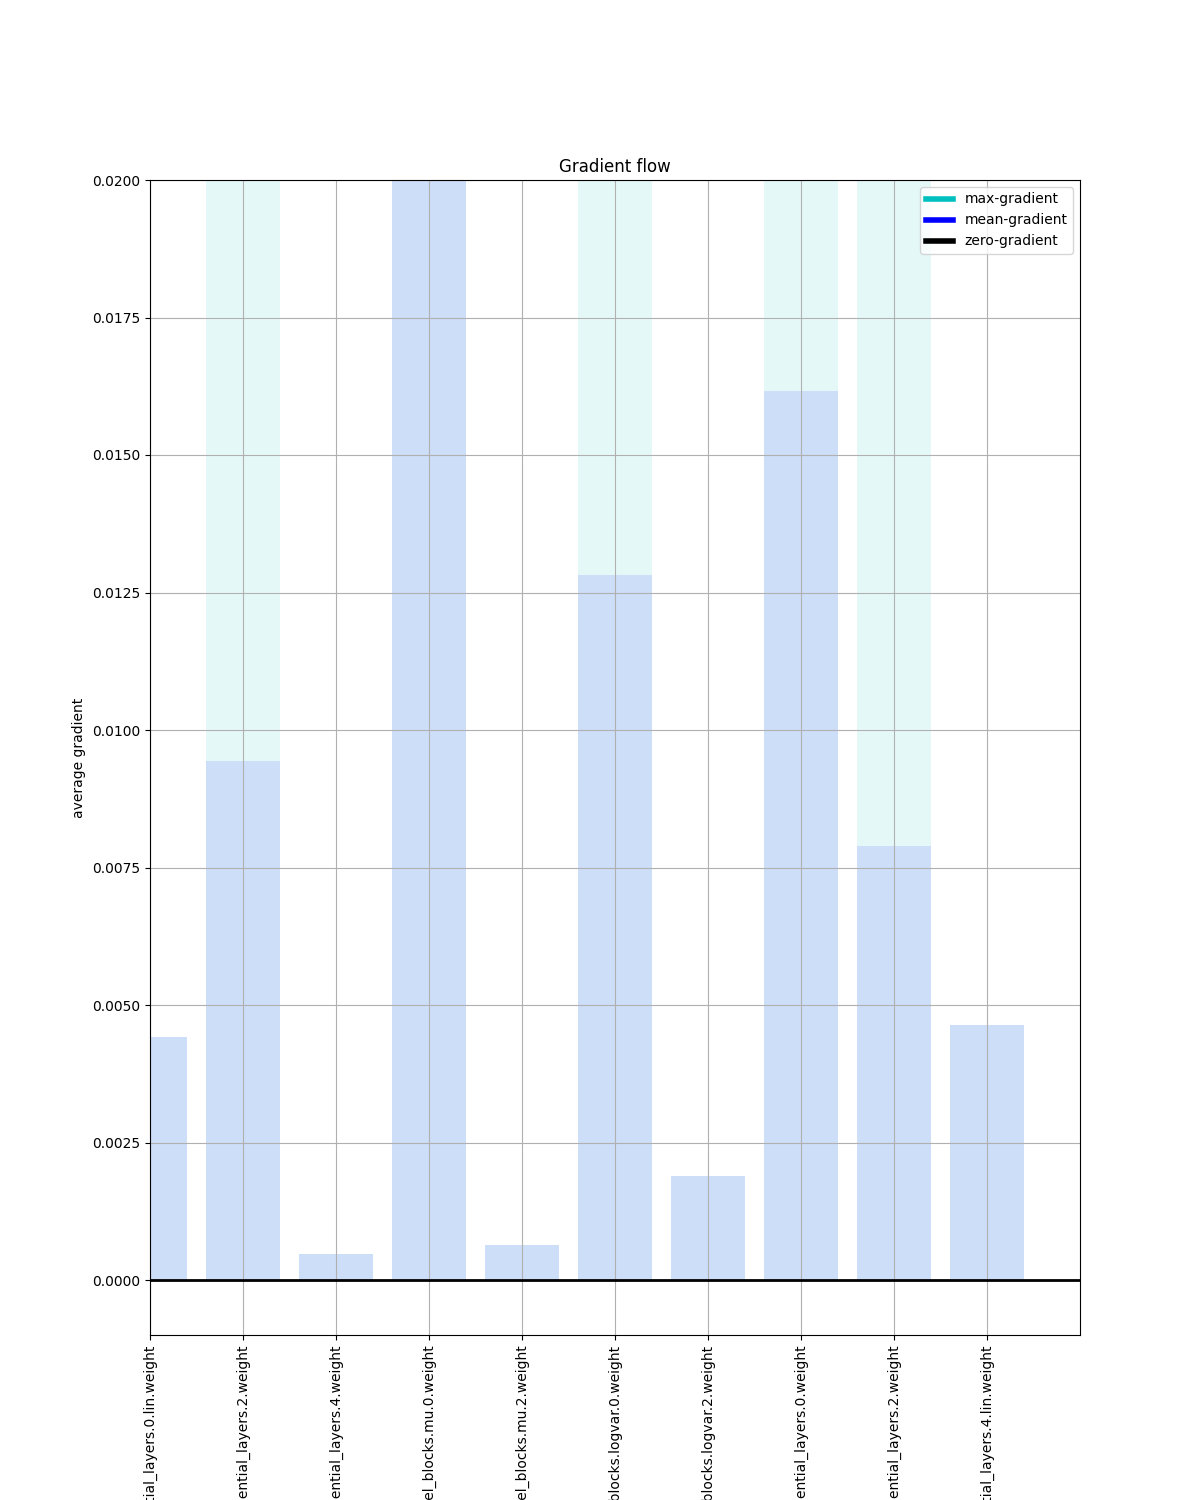 Gradient flow
max-gradient
mean-gradient
zero-gradient
0.0200
0.0175
0.0150
0.0125
0.0100
0.0075
0.0050
0.0025
0.0000
average gradient
tial_layers.0.lin.weight
ential_layers.2.weight
ential_layers.4.weight
el_blocks.mu.0.weight
el_blocks.mu.2.weight
blocks.logvar.0.weight
blocks.logvar.2.weight
ential_layers.0.weight
ential_layers.2.weight
tial_layers.4.lin.weight